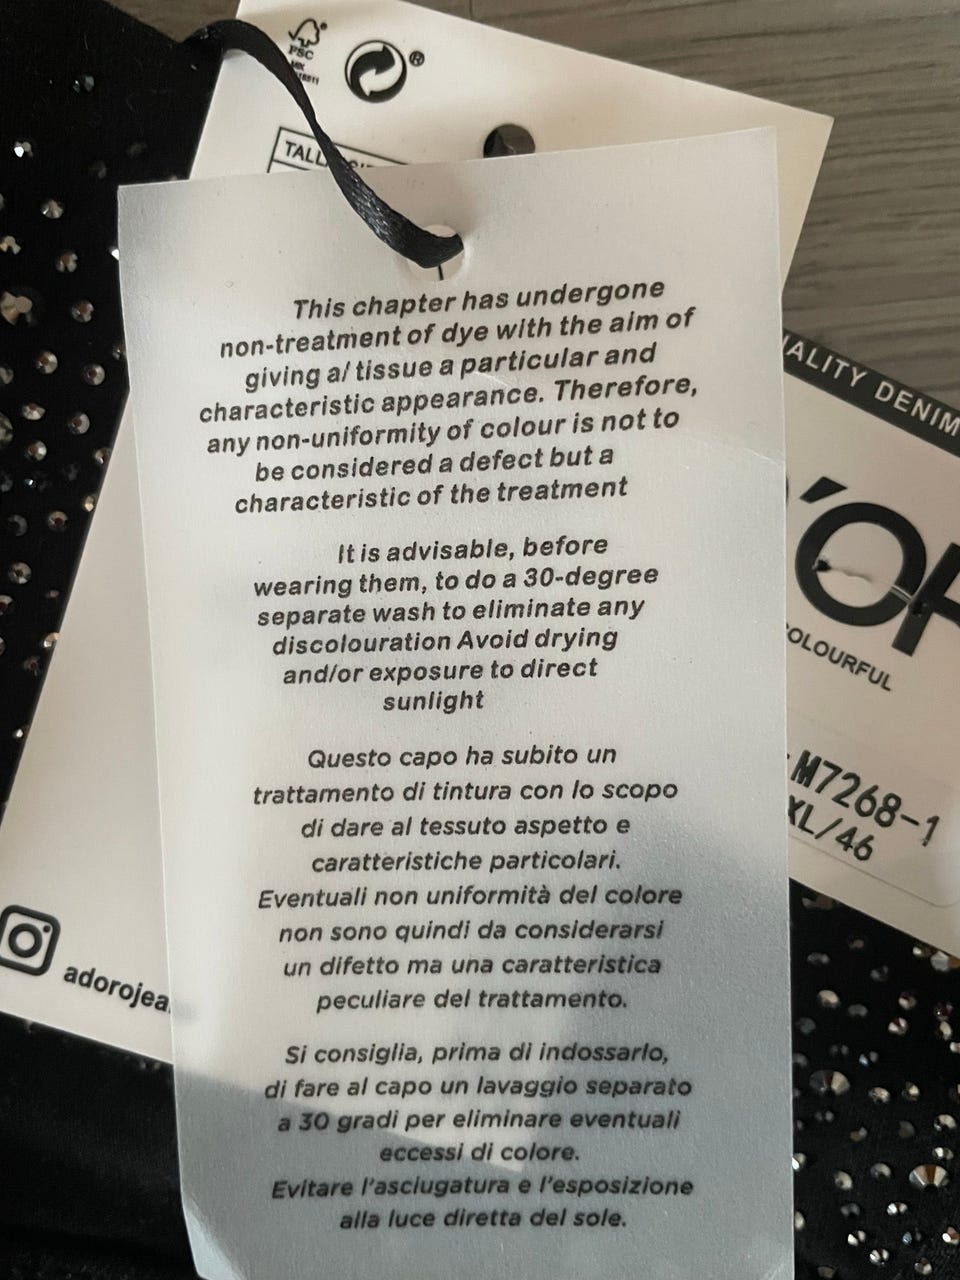 FSC
MIX
®
TALL
This chapter has undergone
non-treatment of dye with the aim of
giving a/ tissue a particular and
characteristic appearance. Therefore,
any non-uniformity of colour is not to
be considered a defect but a
characteristic of the treatment
It is advisable, before
wearing them, to do a 30-degree
separate wash to eliminate any
discolouration Avoid drying
and/or exposure to direct
sunlight
Questo capo ha subito un
trattamento di tintura con lo scopo
di dare al tessuto aspetto e
caratteristiche particolari.
Eventuali non uniformità del colore
non sono quindi da considerarsi
un difetto ma una caratteristica
peculiare del trattamento.
Si consiglia, prima di indossarlo,
di fare al capo un lavaggio separato
a 30 gradi per eliminare eventuali
eccessi di colore.
Evitare l'asciugatura e l'esposizione
alla luce diretta del sole.
adorojea
ALITY DENIM
'OR
COLOURFUL
M7268-1
XL/46